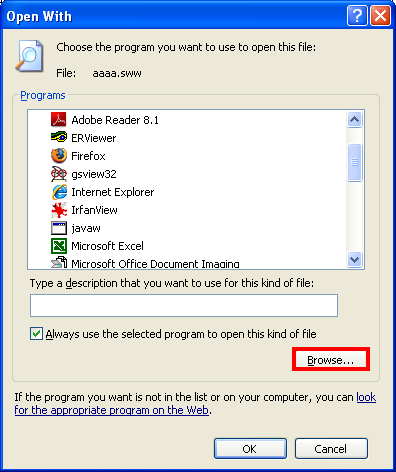 Open With
Choose the program you want to use to open this file:
File: aaaa.sww
Programs
Adobe Reader 8.1
ERViewer
Firefox
gsview32
Internet Explorer
IrfanView
javaw
Microsoft Excel
Microsoft Office Document Imaging
Type a description that you want to use for this kind of file:
Always use the selected program to open this kind of file
Browse...
If the program you want is not in the list or on your computer, you can look
for the appropriate program on the Web.
OK Cancel